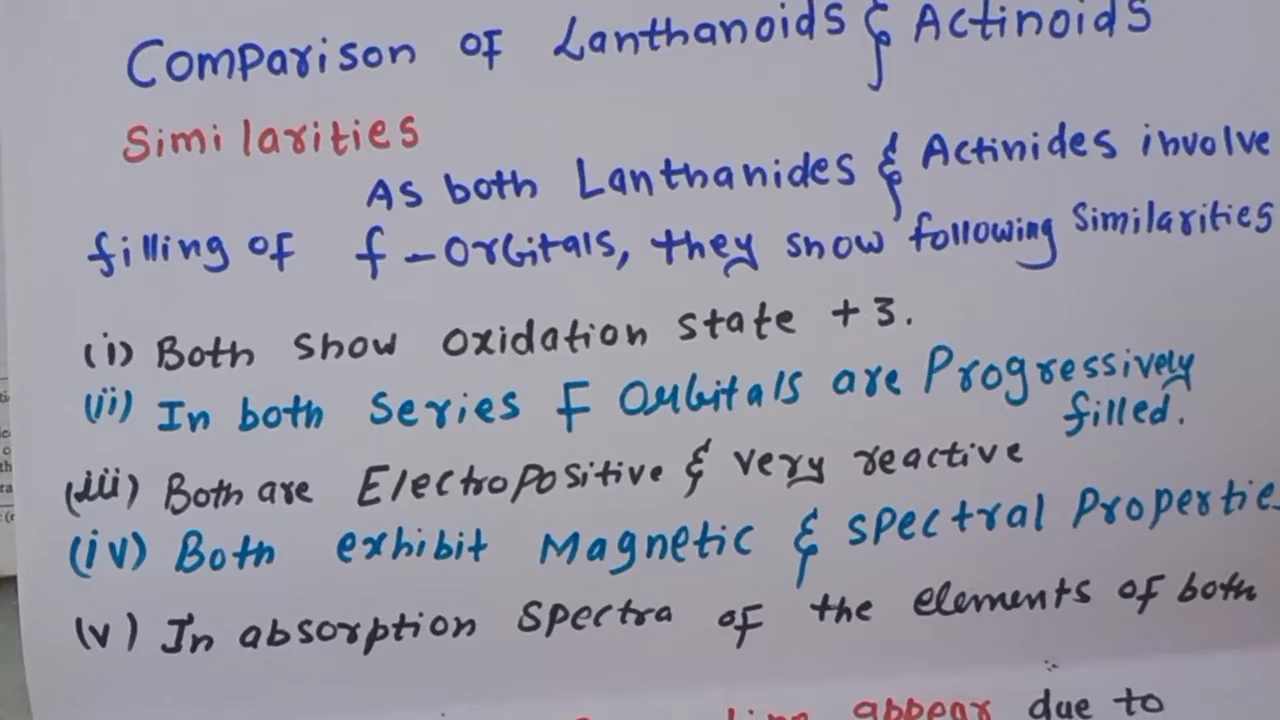 Comparison of Lanthanoids & Actinoids
Similarities
As both Lanthanides & Actinides involve
filling of f-orbitals, they show following similarities
(i) Both show oxidation state +3.
(ii) In both series F orbitals are Progressively
filled.
(iii) Both are Electropositive & very reactive
(iv) Both exhibit Magnetic & spectral Propertie
(v) In absorption spectra of the elements of both
appear due to